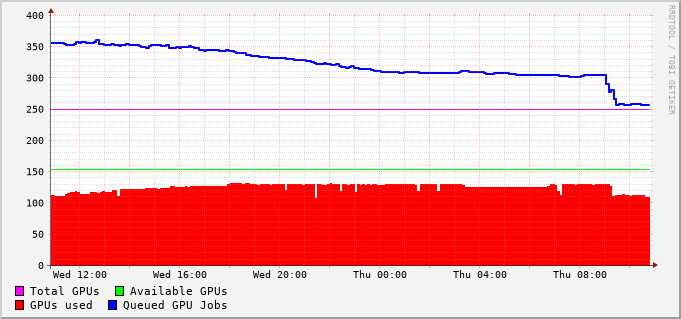 400
350
300
250
200
150
100
50
0
Wed 12:00 Wed 16:00 Wed 20:00 Thu 00:00 Thu 04:00 Thu 08:00
Total GPUs Available GPUs
GPUs used Queued GPU Jobs
RRDTOOL / TOBI OETIKER